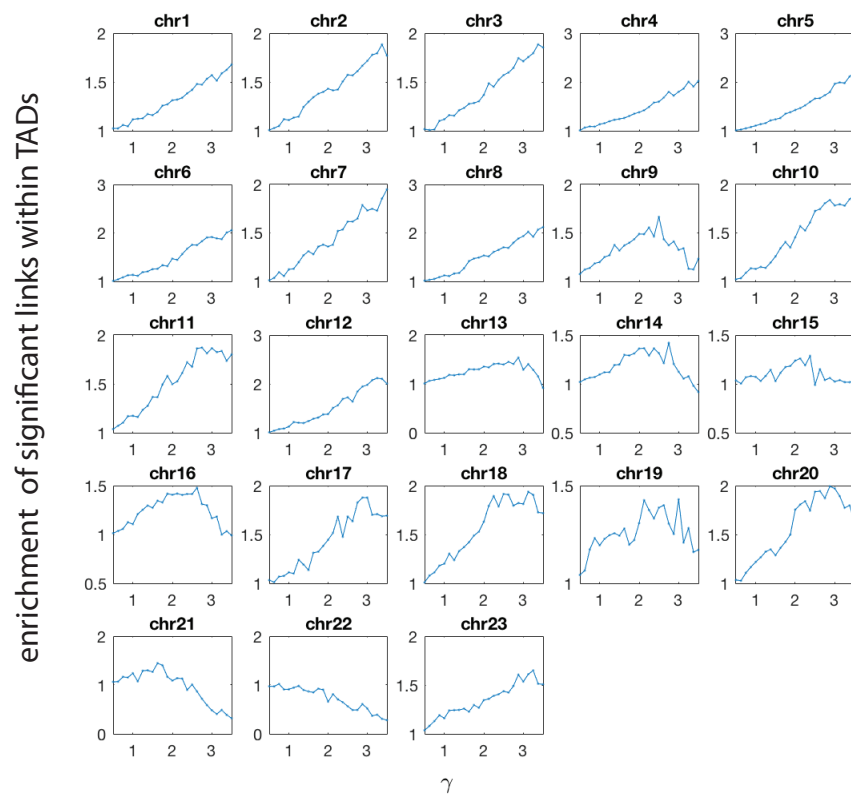 enrichment of significant links within TADs
chr1 chr2 chr3 chr4 chr5
2 2 2 3 3
1.5 1.5 1.5 2 2
1 1 1 1 1
1 2 3 1 2 3 1 2 3 1 2 3 1 2 3
chr6 chr7 chr8 chr9 chr10
3 2 3 2 2
2 1.5 2 1.5 1.5
1 1 1 1 1
1 2 3 1 2 3 1 2 3 1 2 3 1 2 3
chr11 chr12 chr13 chr14 chr15
2 3 2 1.5 1.5
1.5 2 1 1 1
1 1 0 0.5 0.5
1 2 3 1 2 3 1 2 3 1 2 3 1 2 3
chr16 chr17 chr18 chr19 chr20
1.5 2 2 2 2
1 1.5 1.5 1.5 1.5
0.5 1 1 1 1
1 2 3 1 2 3 1 2 3 1 2 3 1 2 3
chr21 chr22 chr23
2 2 2
1 1 1.5
0 0 1
1 2 3 1 2 3 1 2 3
γ